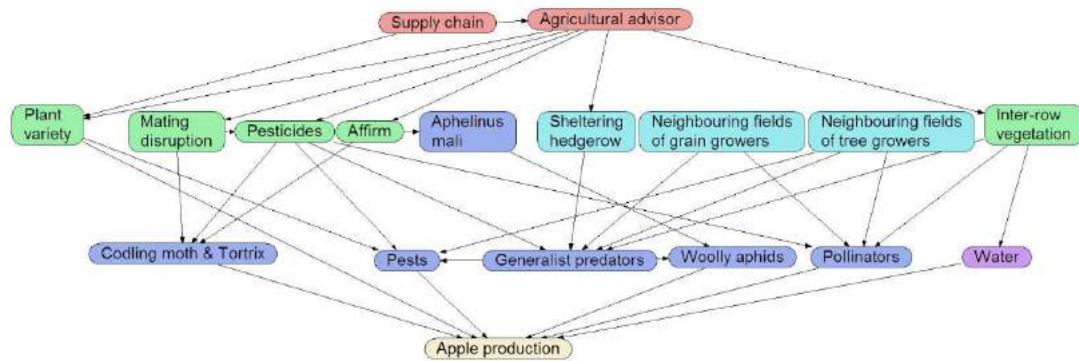 Supply chain
Agricultural advisor
Plant
variety
Mating
disruption
Pesticides
Affirm
Aphelinus
mali
Sheltering
hedgerow
Neighbouring fields
of grain growers
Neighbouring fields
of tree growers
Inter-row
vegetation
Codling moth & Tortrix
Pests
Generalist predators
Woolly aphids
Pollinators
Water
Apple production